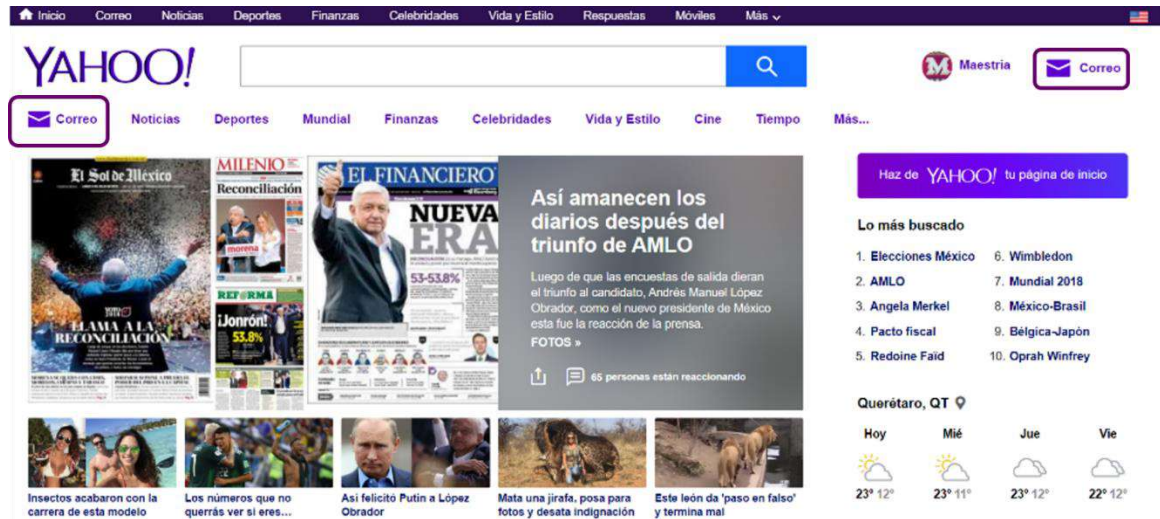 Inicio Correo Noticias Deportes Finanzas Celebridades Vida y Estilo Respuestas Móviles Más
YAHOO!
Maestria
Correo
Correo Noticias Deportes Mundial Finanzas Celebridades Vida y Estilo Cine Tiempo Más...
El Sol de México
LLAMA A LA
RECONCILIACIÓN
MILENIO
Reconciliación
morena
REFORMA
¡Jonrón!
53.8%
EL FINANCIERO
NUEVA
ERA
53-53.8%
Así amanecen los
diarios después del
triunfo de AMLO
Luego de que las encuestas de salida dieran
el triunfo al candidato, Andrés Manuel López
Obrador, como el nuevo presidente de México
esta fue la reacción de la prensa.
FOTOS »
65 personas están reaccionando
Haz de YAHOO! tu página de inicio
Lo más buscado
1. Elecciones México
2. AMLO
3. Angela Merkel
4. Pacto fiscal
5. Redoine Faïd
6. Wimbledon
7. Mundial 2018
8. México-Brasil
9. Bélgica-Japón
10. Oprah Winfrey
Querétaro, QT
Hoy Mié Jue Vie
23° 12° 23° 11° 23° 12° 22° 12°
Insectos acabaron con la
carrera de esta modelo
Los números que no
querrás ver si eres...
Así felicitó Putin a López
Obrador
Mata una jirafa, posa para
fotos y desata indignación
Este león da 'paso en falso'
y termina mal